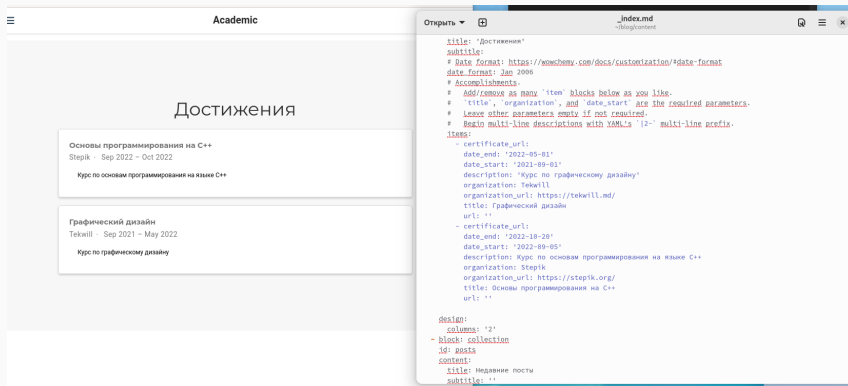 Academic
Достижения
Основы программирования на C++
Stepik · Sep 2022 – Oct 2022
Курс по основам программирования на языке C++
Графический дизайн
Tekwill · Sep 2021 – May 2022
Курс по графическому дизайну
Открыть
_index.md
~/blog/content
title: 'Достижения'
subtitle:
# Date format: https://wowchemy.com/docs/customization/#date-format
date_format: Jan 2006
# Accomplishments.
#   Add/remove as many `item` blocks below as you like.
#   `title`, `organization`, and `date_start` are the required parameters.
#   Leave other parameters empty if not required.
#   Begin multi-line descriptions with YAML's `|2-` multi-line prefix.
items:
- certificate_url:
date_end: '2022-05-01'
date_start: '2021-09-01'
description: 'Курс по графическому дизайну'
organization: Tekwill
organization_url: https://tekwill.md/
title: Графический дизайн
url: ''
- certificate_url:
date_end: '2022-10-20'
date_start: '2022-09-05'
description: Курс по основам программирования на языке C++
organization: Stepik
organization_url: https://stepik.org/
title: Основы программирования на C++
url: ''
design:
columns: '2'
- block: collection
id: posts
content:
title: Недавние посты
subtitle: ''